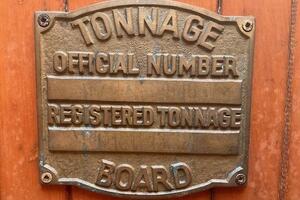 TONNAGE
OFFICIAL NUMBER
REGISTERED TONNAGE
BOARD